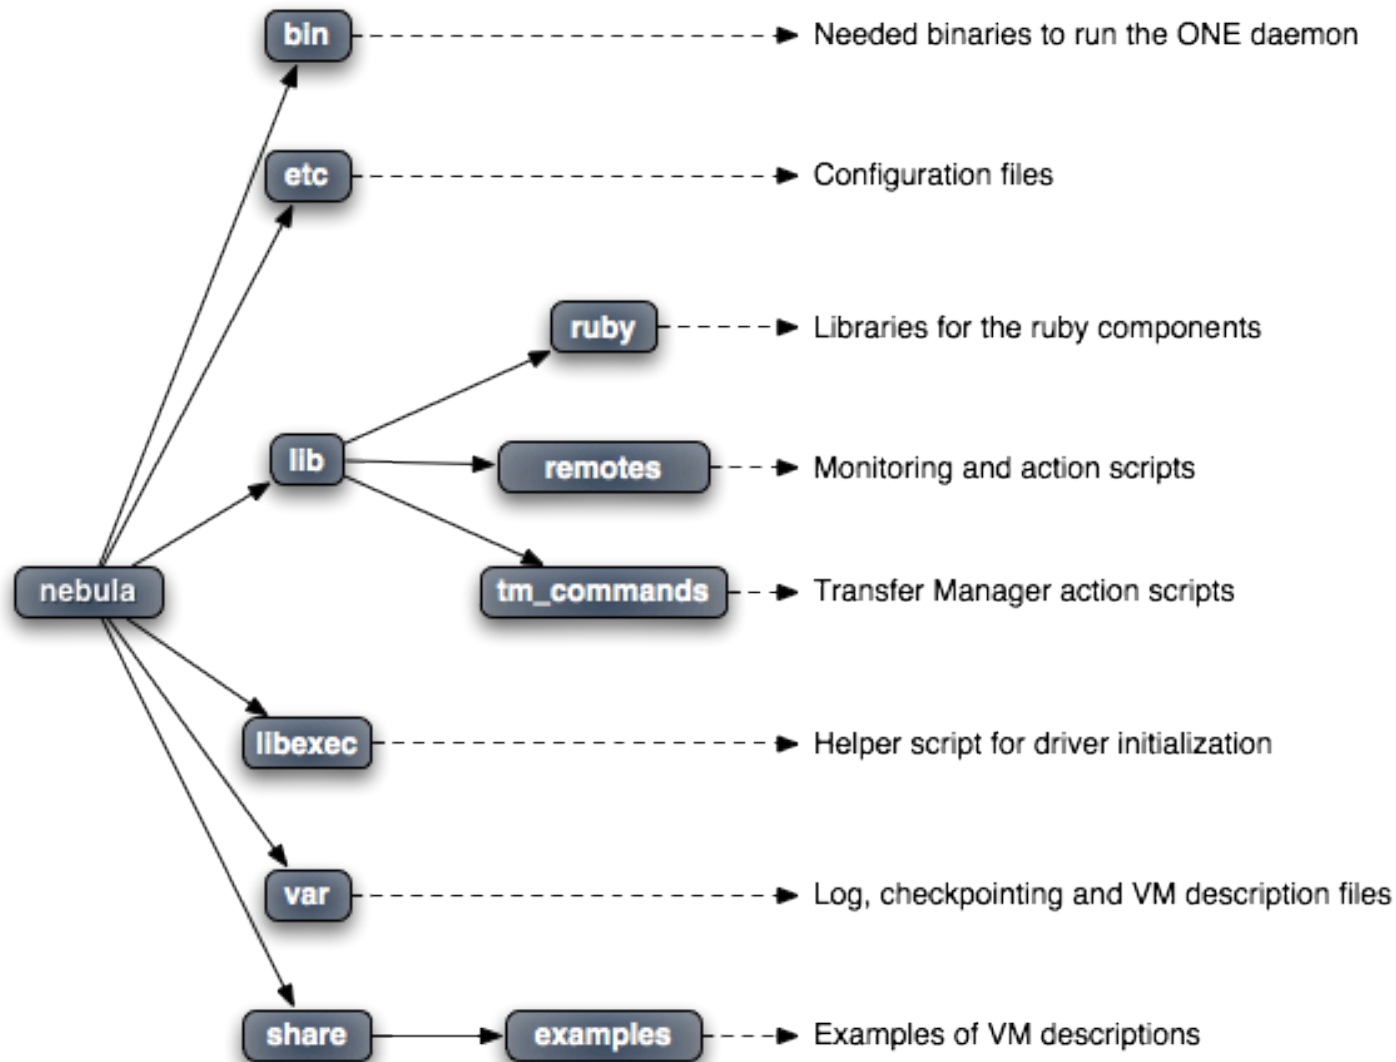 bin
Needed binaries to run the ONE daemon
etc
Configuration files
ruby
Libraries for the ruby components
lib
remotes
Monitoring and action scripts
nebula
tm_commands
Transfer Manager action scripts
libexec
Helper script for driver initialization
var
Log, checkpointing and VM description files
share
examples
Examples of VM descriptions